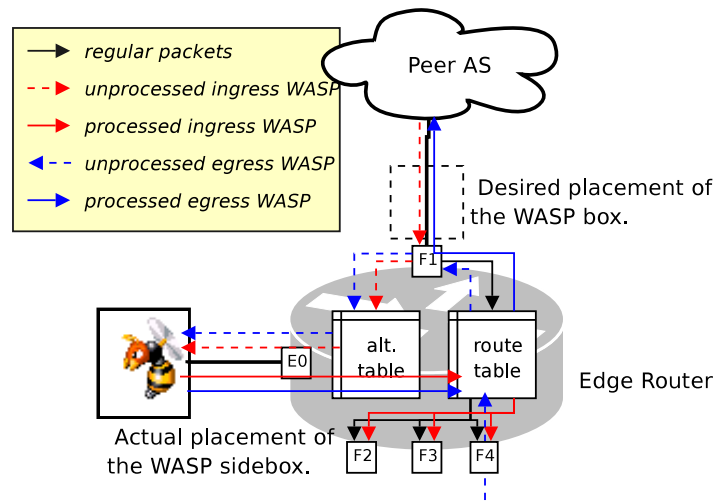 regular packets
unprocessed ingress WASP
processed ingress WASP
unprocessed egress WASP
processed egress WASP
Peer AS
Desired placement of
the WASP box.
F1
alt.
table
route
table
E0
Edge Router
Actual placement of
the WASP sidebox.
F2
F3
F4